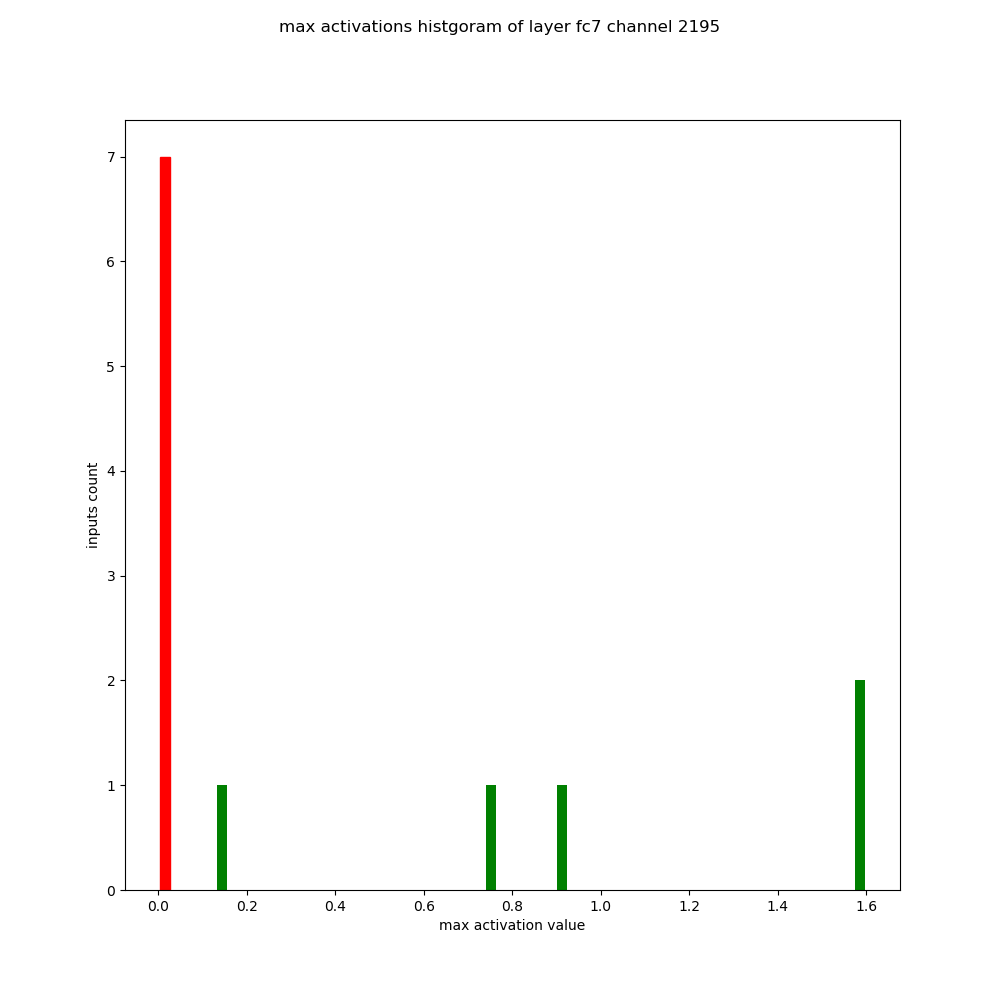 max activations histgoram of layer fc7 channel 2195
7
6
5
4
3
2
1
0
inputs count
0.0 0.2 0.4 0.6 0.8 1.0 1.2 1.4 1.6
max activation value